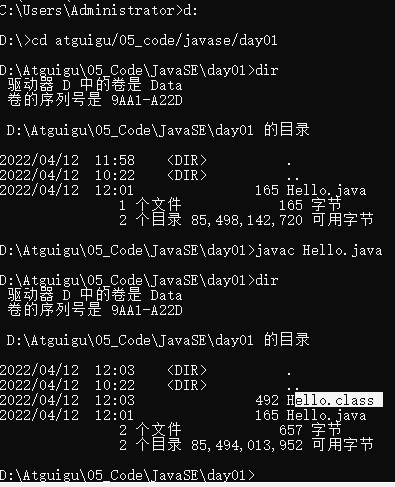 C:\Users\Administrator>d:
D:\>cd atguigu/05_code/javase/day01
D:\Atguigu\05_Code\JavaSE\day01>dir
驱动器 D 中的卷是 Data
卷的序列号是 9AA1-A22D
D:\Atguigu\05_Code\JavaSE\day01 的目录
2022/04/12  11:58    <DIR>          .
2022/04/12  10:22    <DIR>          ..
2022/04/12  12:01               165 Hello.java
1 个文件            165 字节
2 个目录 85,498,142,720 可用字节
D:\Atguigu\05_Code\JavaSE\day01>javac Hello.java
D:\Atguigu\05_Code\JavaSE\day01>dir
驱动器 D 中的卷是 Data
卷的序列号是 9AA1-A22D
D:\Atguigu\05_Code\JavaSE\day01 的目录
2022/04/12  12:03    <DIR>          .
2022/04/12  10:22    <DIR>          ..
2022/04/12  12:03               492 Hello.class
2022/04/12  12:01               165 Hello.java
2 个文件            657 字节
2 个目录 85,494,013,952 可用字节
D:\Atguigu\05_Code\JavaSE\day01>